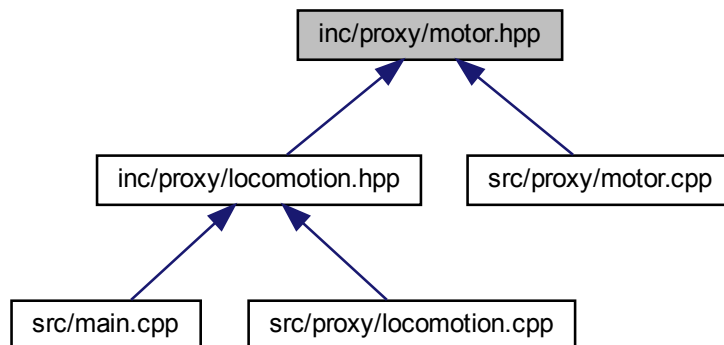 inc/proxy/motor.hpp
inc/proxy/locomotion.hpp
src/proxy/motor.cpp
src/main.cpp
src/proxy/locomotion.cpp